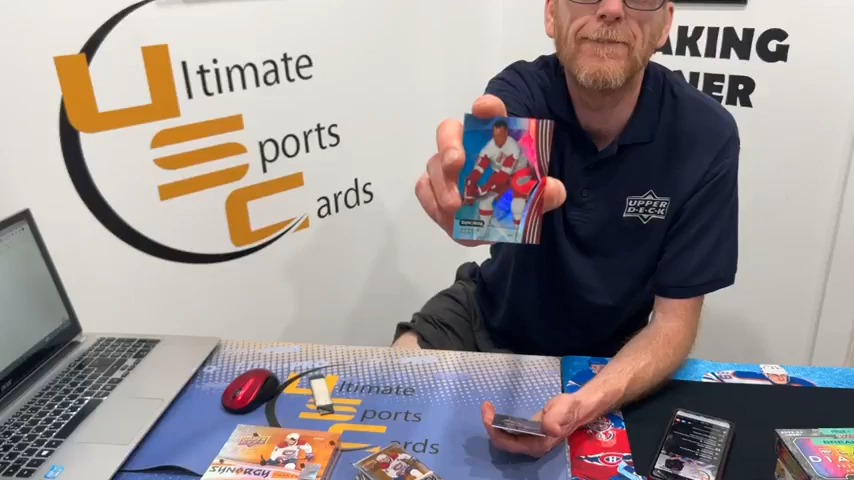 Ultimate
Sports
Cards
AKING
NER
UPPER
DECK
Ultimate
Sports
Cards
SYNERGY